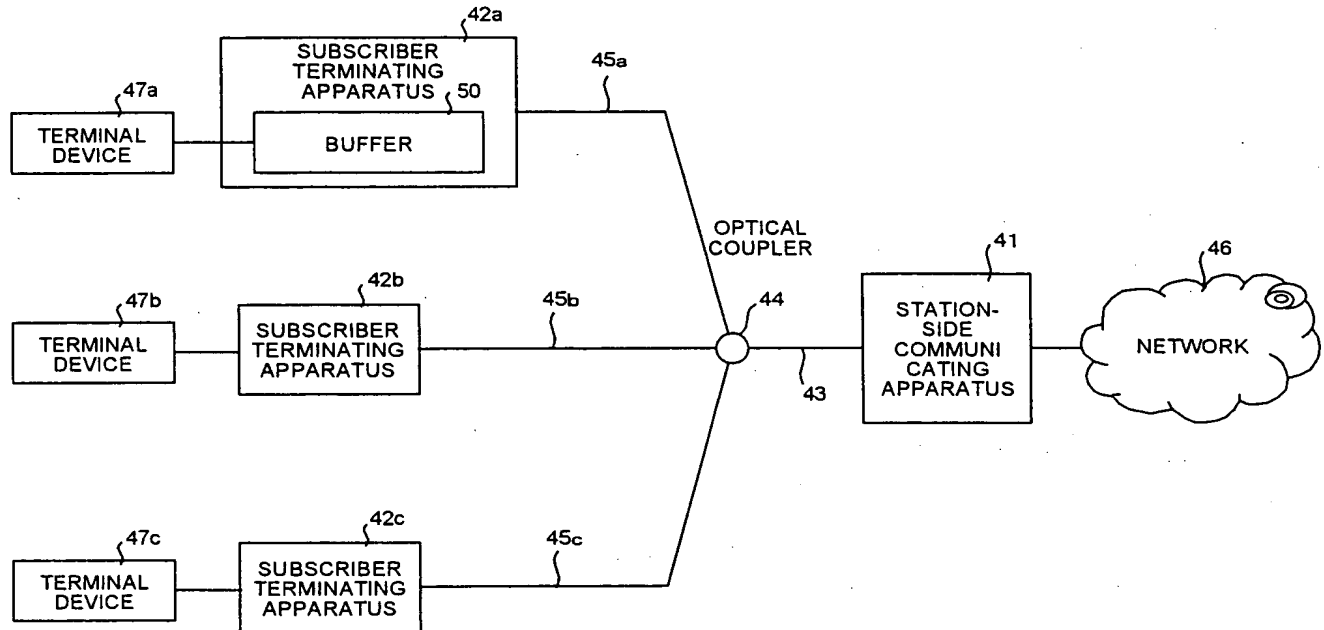 42a
SUBSCRIBER
TERMINATING
APPARATUS
50
BUFFER
45a
47a
TERMINAL
DEVICE
OPTICAL
COUPLER
44
43
41
STATION-
SIDE
COMMUNI
CATING
APPARATUS
46
NETWORK
47b
TERMINAL
DEVICE
42b
SUBSCRIBER
TERMINATING
APPARATUS
45b
47c
TERMINAL
DEVICE
42c
SUBSCRIBER
TERMINATING
APPARATUS
45c